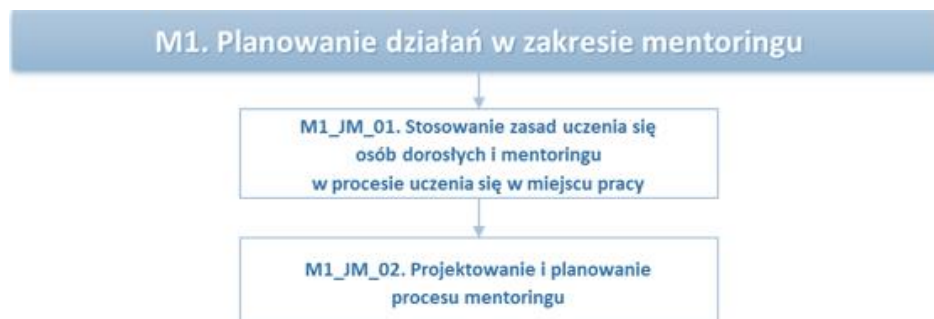 M1. Planowanie działań w zakresie mentoringu
M1_JM_01. Stosowanie zasad uczenia się
osób dorosłych i mentoringu
w procesie uczenia się w miejscu pracy
M1_JM_02. Projektowanie i planowanie
procesu mentoringu